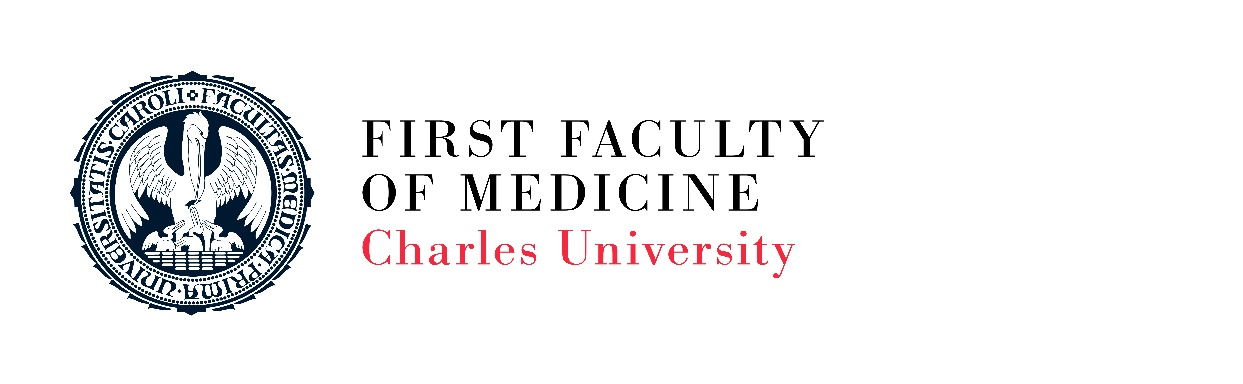 UNIVERSITATIS·CAROLI·FACULTAS·MEDICA·PRIMA·
FIRST FACULTY
OF MEDICINE
Charles University